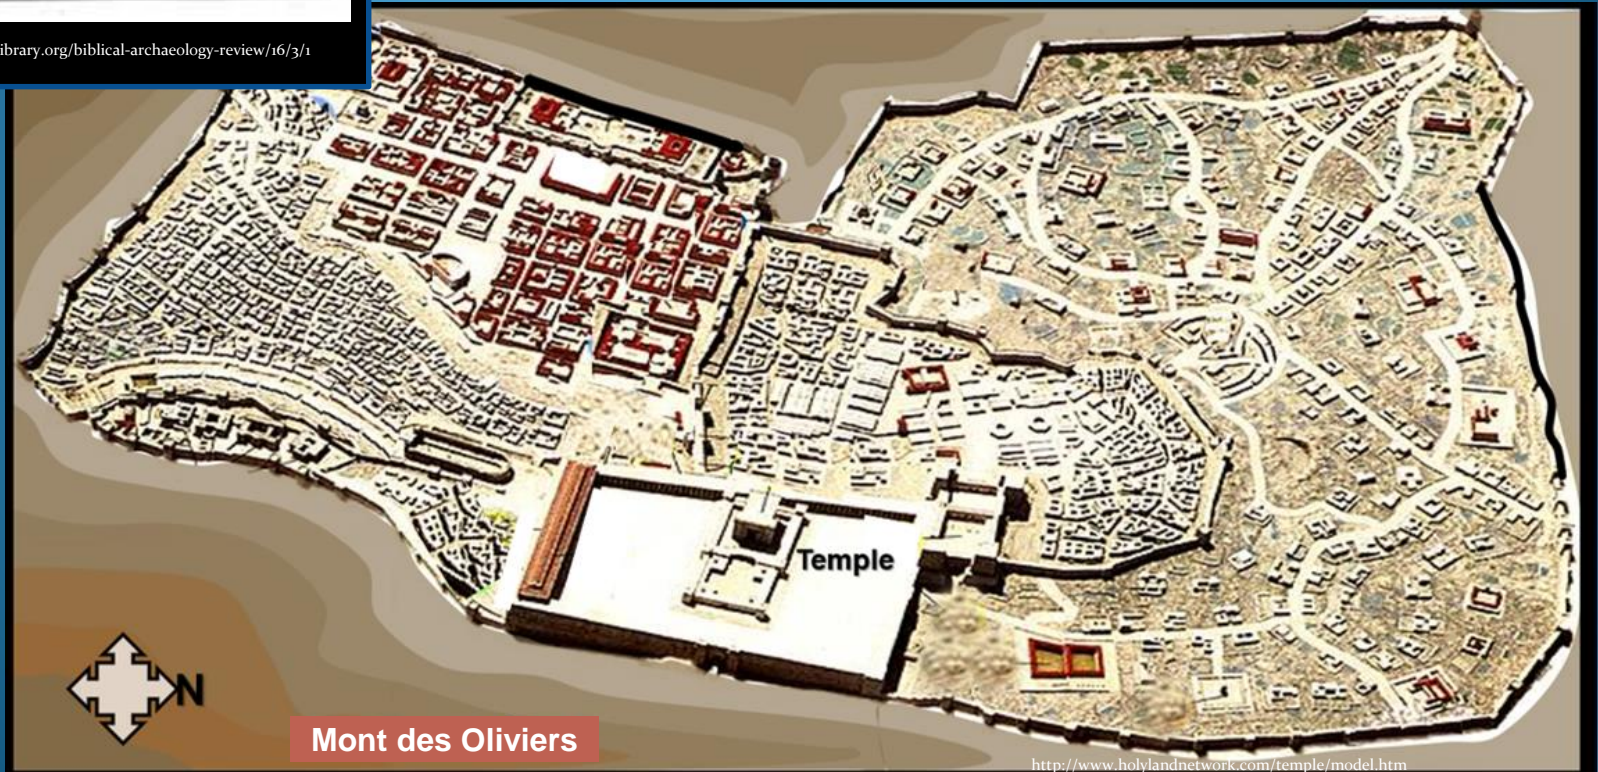 ibrary.org/biblical-archaeology-review/16/3/1
Temple
N
Mont des Oliviers
http://www.holylandnetwork.com/temple/model.htm